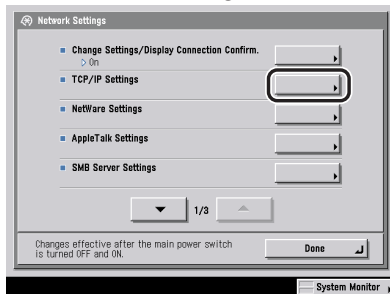 Network Settings
Change Settings/Display Connection Confirm.
On
TCP/IP Settings
NetWare Settings
AppleTalk Settings
SMB Server Settings
1/3
Changes effective after the main power switch
is turned OFF and ON.
Done
System Monitor